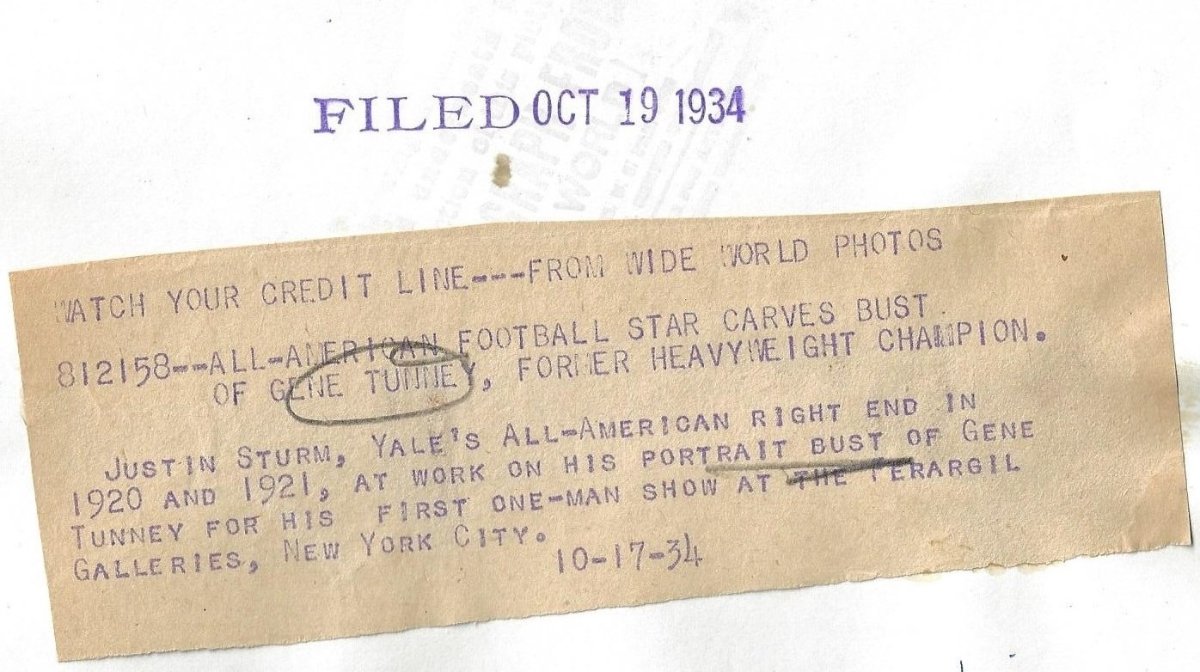 FILED OCT 19 1934
WATCH YOUR CREDIT LINE---FROM WIDE WORLD PHOTOS
812158--ALL-AMERICAN FOOTBALL STAR CARVES BUST
OF GENE TUNNEY, FORMER HEAVYWEIGHT CHAMPION.
JUSTIN STURM, YALE'S ALL-AMERICAN RIGHT END IN
1920 AND 1921, AT WORK ON HIS PORTRAIT BUST OF GENE
TUNNEY FOR HIS FIRST ONE-MAN SHOW AT THE FERARGIL
GALLERIES, NEW YORK CITY.
10-17-34